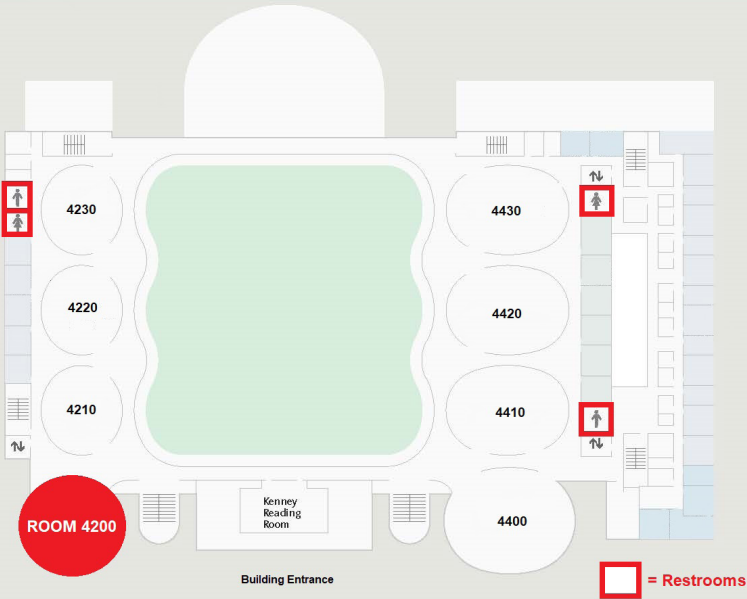 4230
4430
4220
4420
4210
4410
ROOM 4200
Kenney
Reading
Room
4400
Building Entrance
= Restrooms